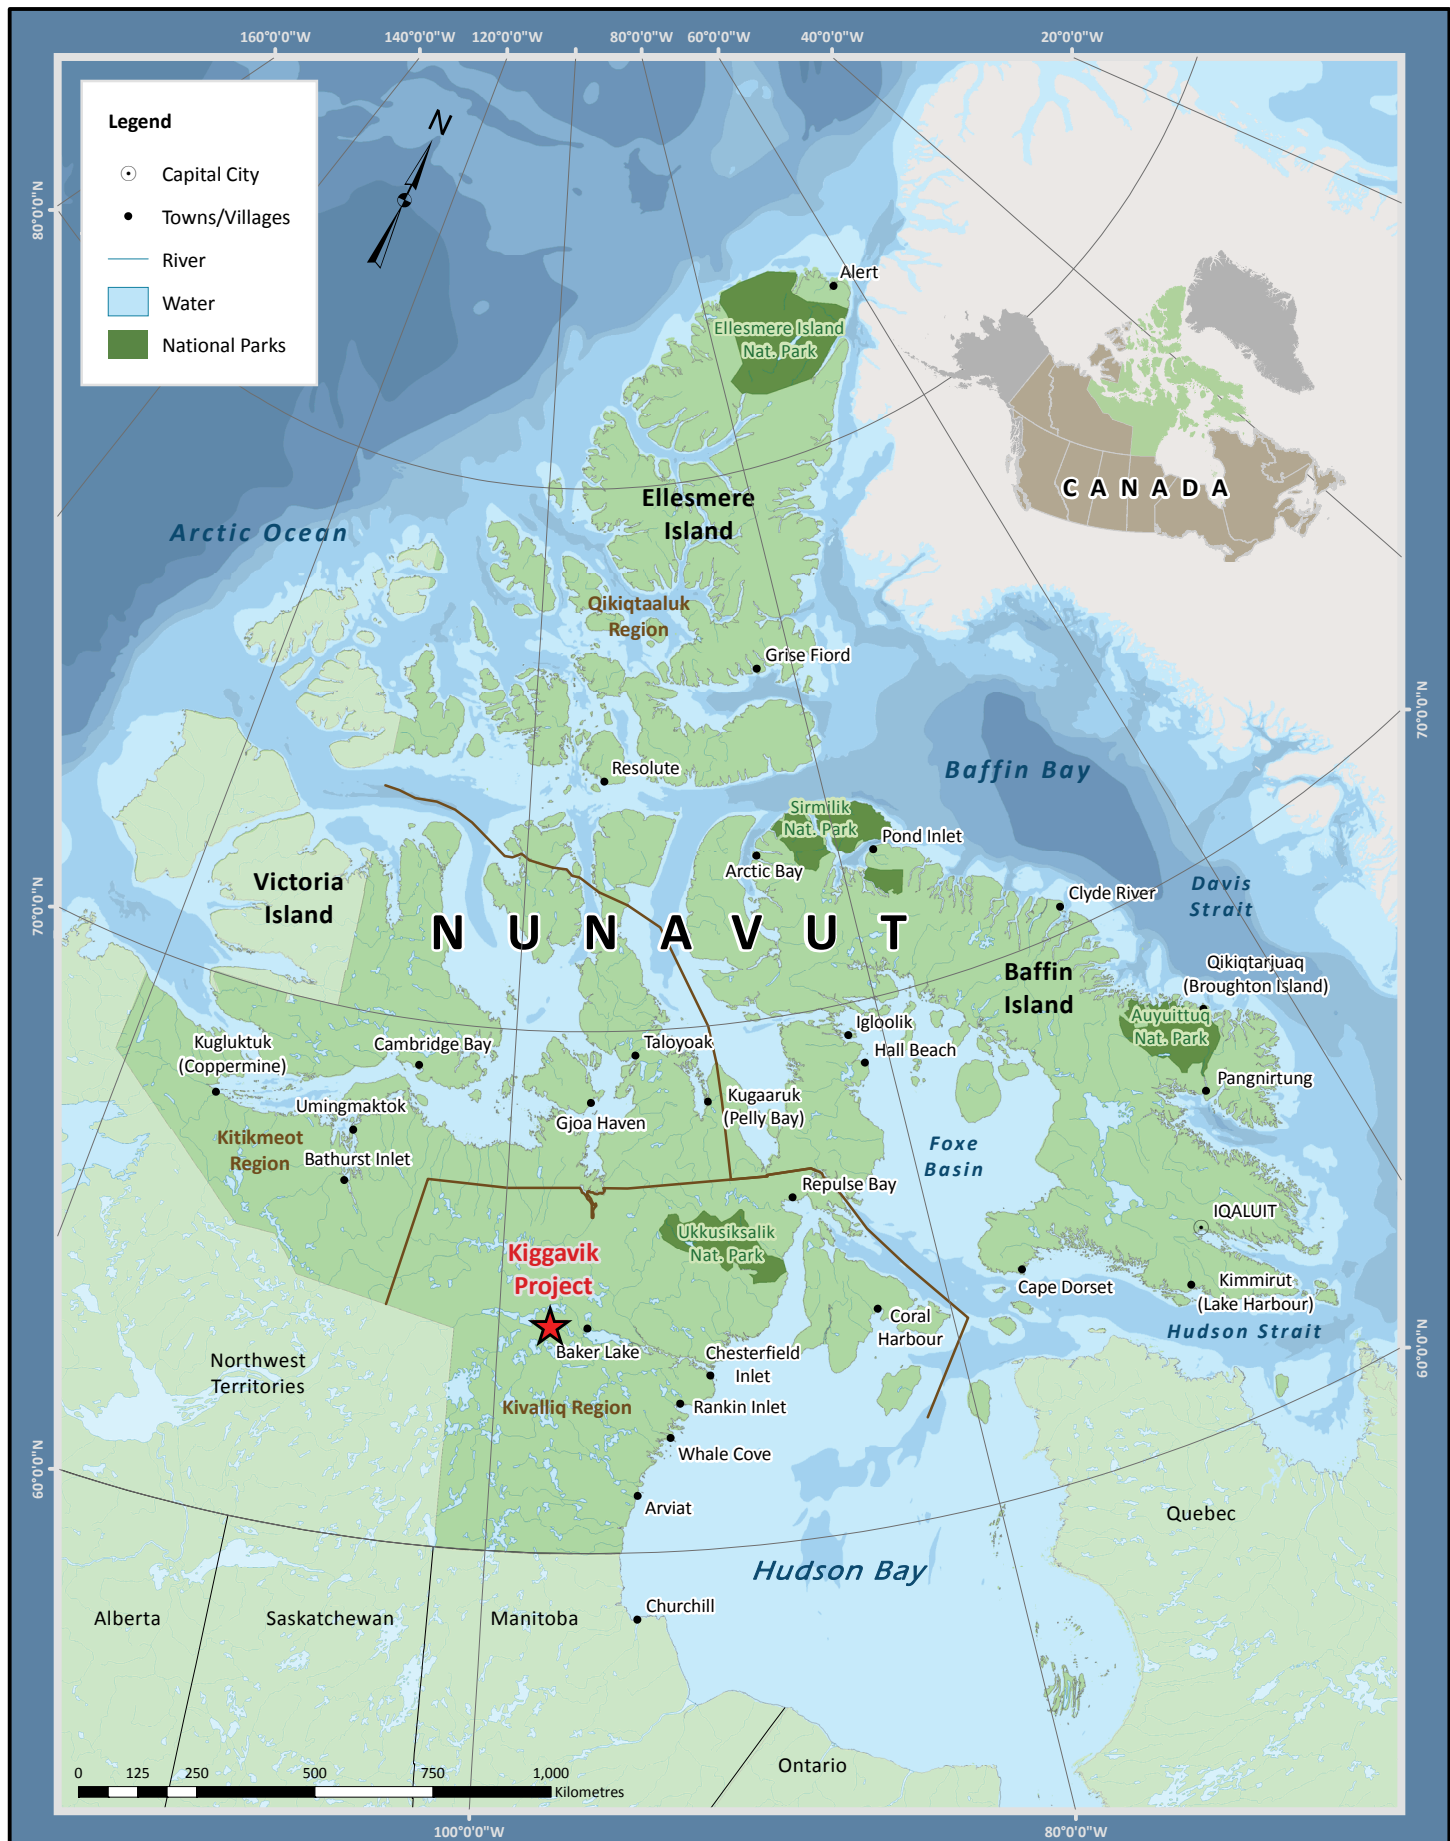 160°0'0"W
140°0'0"W
120°0'0"W
80°0'0"W
60°0'0"W
40°0'0"W
20°0'0"W
Legend
Capital City
Towns/Villages
River
Water
National Parks
N
80°0'0"N
Alert
Ellesmere Island
Nat. Park
CANADA
Ellesmere
Island
Arctic Ocean
Qikiqtaaluk
Region
Grise Fiord
70°0'0"N
Resolute
Baffin Bay
Sirmilik
Nat. Park
Pond Inlet
Arctic Bay
Victoria
Island
Clyde River
Davis
Strait
70°0'0"N
NUNAVUT
Baffin
Island
Qikiqtarjuaq
(Broughton Island)
Auyuittuq
Nat. Park
Igloolik
Hall Beach
Kugluktuk
(Coppermine)
Cambridge Bay
Taloyoak
Pangnirtung
Umingmaktok
Gjoa Haven
Kugaaruk
(Pelly Bay)
Kitikmeot
Region
Bathurst Inlet
Foxe
Basin
Repulse Bay
IQALUIT
Ukkusiksalik
Nat. Park
Kiggavik
Project
Cape Dorset
Kimmirut
(Lake Harbour)
Coral
Harbour
Hudson Strait
60°0'0"N
Baker Lake
Chesterfield
Inlet
Northwest
Territories
Kivalliq Region
Rankin Inlet
Whale Cove
60°0'0"N
Arviat
Quebec
Hudson Bay
Churchill
Alberta
Saskatchewan
Manitoba
Ontario
0
125
250
500
750
1,000
Kilometres
100°0'0"W
80°0'0"W